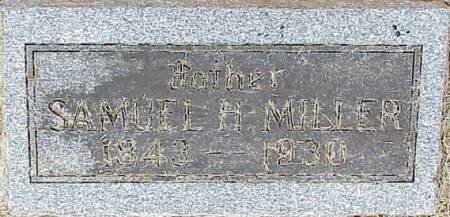 Father
SAMUEL H. MILLER
1843 — 1930